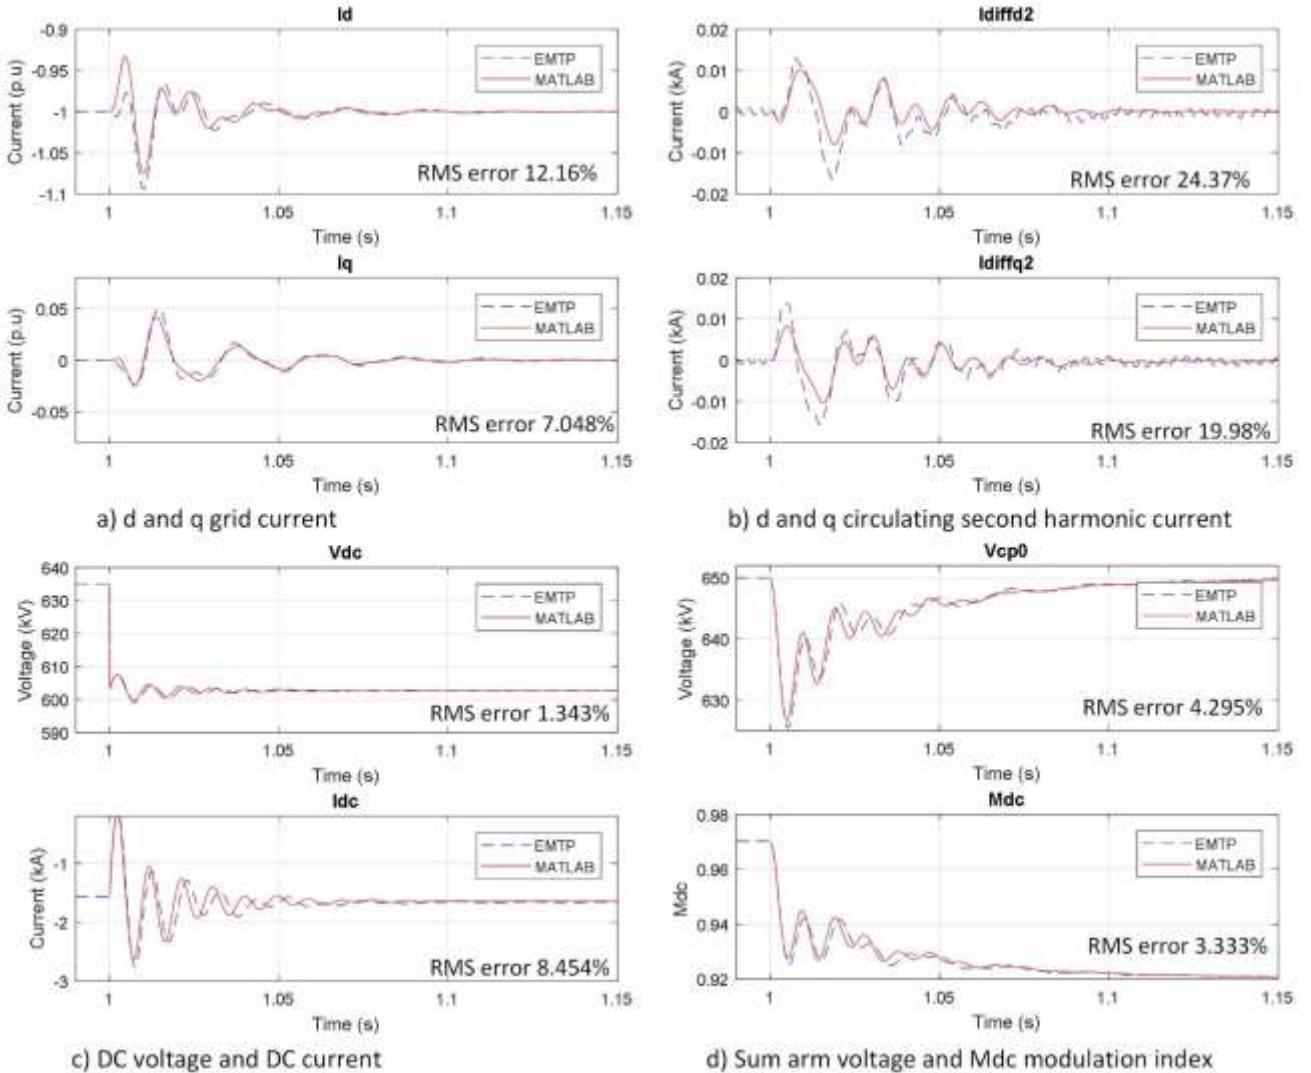 Id
-0.9
-0.95
-1
-1.05
-1.1
Current (p.u)
EMTP
MATLAB
RMS error 12.16%
1
1.05
1.1
1.15
Time (s)
Iq
0.05
0
-0.05
Current (p.u)
EMTP
MATLAB
RMS error 7.048%
1
1.05
1.1
1.15
Time (s)
a) d and q grid current
Idiffd2
0.02
0.01
0
-0.01
-0.02
Current (kA)
EMTP
MATLAB
RMS error 24.37%
1
1.05
1.1
1.15
Time (s)
Idiffq2
0.02
0.01
0
-0.01
-0.02
Current (kA)
EMTP
MATLAB
RMS error 19.98%
1
1.05
1.1
1.15
Time (s)
b) d and q circulating second harmonic current
Vdc
640
630
620
610
600
590
Voltage (kV)
EMTP
MATLAB
RMS error 1.343%
1
1.05
1.1
1.15
Time (s)
Idc
-1
-2
-3
Current (kA)
EMTP
MATLAB
RMS error 8.454%
1
1.05
1.1
1.15
Time (s)
c) DC voltage and DC current
Vcp0
650
640
630
Voltage (kV)
EMTP
MATLAB
RMS error 4.295%
1
1.05
1.1
1.15
Time (s)
Mdc
0.98
0.96
0.94
0.92
Mdc
EMTP
MATLAB
RMS error 3.333%
1
1.05
1.1
1.15
Time (s)
d) Sum arm voltage and Mdc modulation index